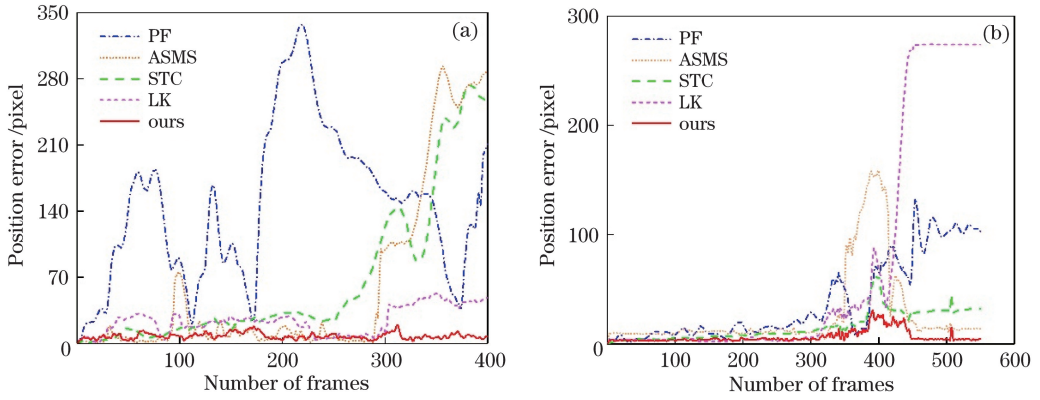 350
280
210
140
70
0
Position error/pixel
(a)
PF
ASMS
STC
LK
ours
100
200
300
400
Number of frames
300
200
100
0
Position error/pixel
(b)
PF
ASMS
STC
LK
ours
0
100
200
300
400
500
600
Number of frames